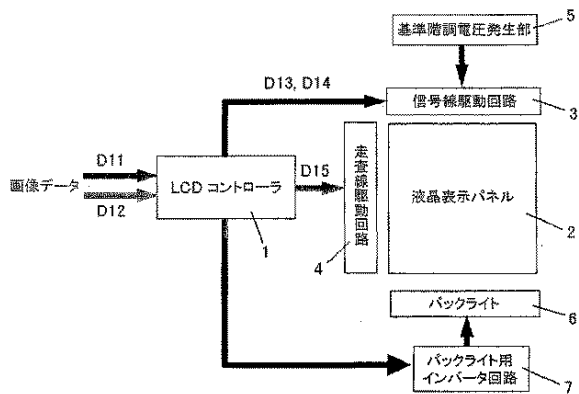 基準階調電圧発生部
5
D13, D14
信号線駆動回路
3
画像データ
D11
D12
LCD コントローラ
1
D15
走査線駆動回路
4
液晶表示パネル
2
バックライト
6
バックライト用
インバータ回路
7